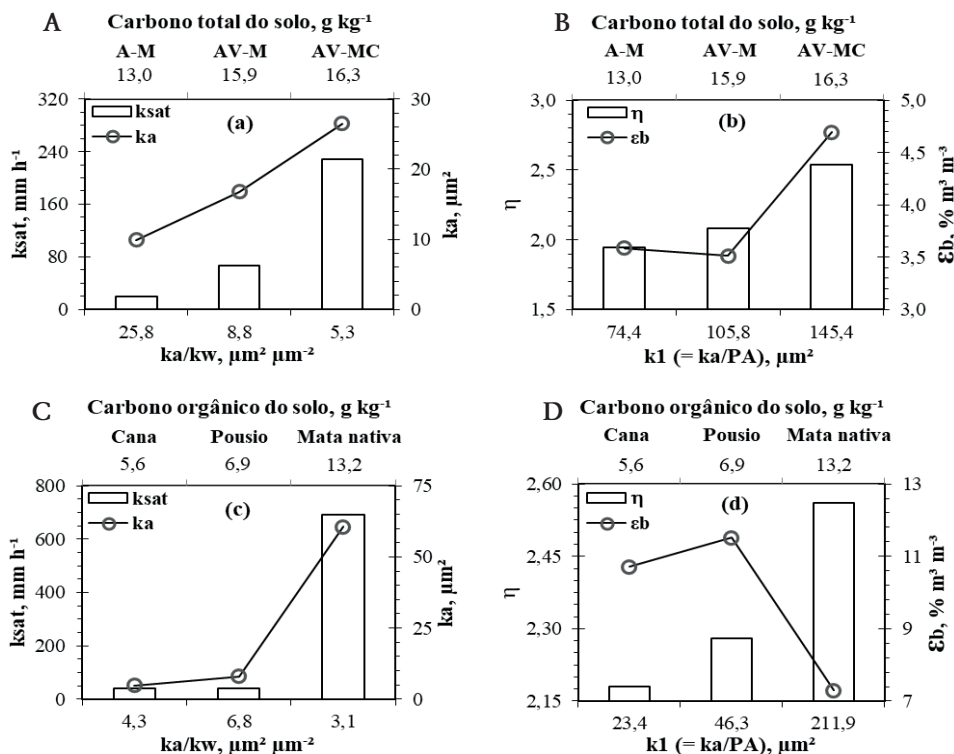 A
Carbono total do solo, g kg⁻¹
A-M AV-M AV-MC
13,0 15,9 16,3
320
240
160
80
0
ksat, mm h⁻¹
ksat
ka
(a)
30
20
10
0
ka, μm²
25,8 8,8 5,3
ka/kw, μm² μm⁻²
B
Carbono total do solo, g kg⁻¹
A-M AV-M AV-MC
13,0 15,9 16,3
3,0
2,5
2,0
1,5
η
η
εb
(b)
5,0
4,5
4,0
3,5
3,0
εb, % m³ m⁻³
74,4 105,8 145,4
k1 (= ka/PA), μm²
C
Carbono orgânico do solo, g kg⁻¹
Cana Pousio Mata nativa
5,6 6,9 13,2
800
600
400
200
0
ksat, mm h⁻¹
ksat
ka
(c)
75
50
25
0
ka, μm²
4,3 6,8 3,1
ka/kw, μm² μm⁻²
D
Carbono orgânico do solo, g kg⁻¹
Cana Pousio Mata nativa
5,6 6,9 13,2
2,60
2,45
2,30
2,15
η
η
εb
(d)
13
11
9
7
εb, % m³ m⁻³
23,4 46,3 211,9
k1 (= ka/PA), μm²